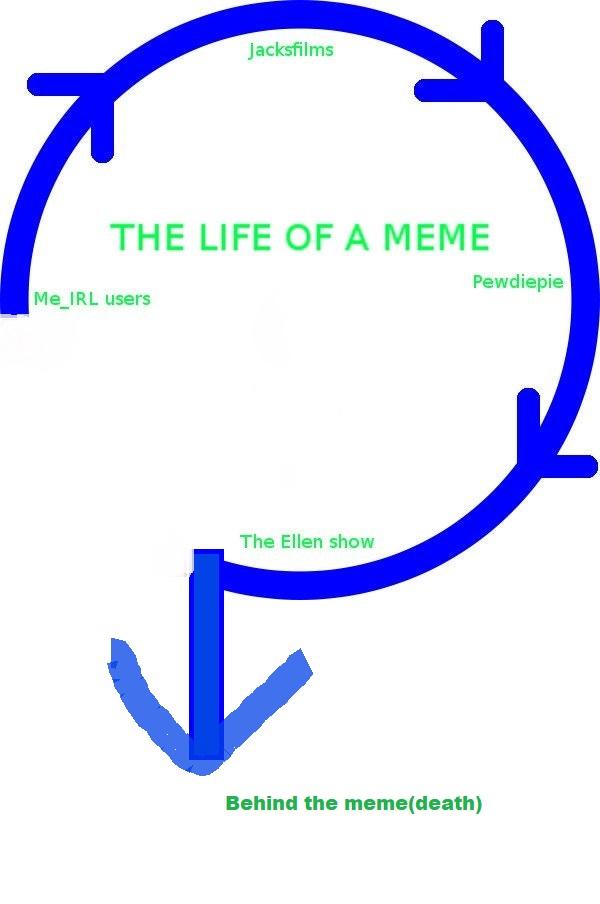 Jacksfilms
THE LIFE OF A MEME
Pewdiepie
Me_IRL users
The Ellen show
Behind the meme(death)